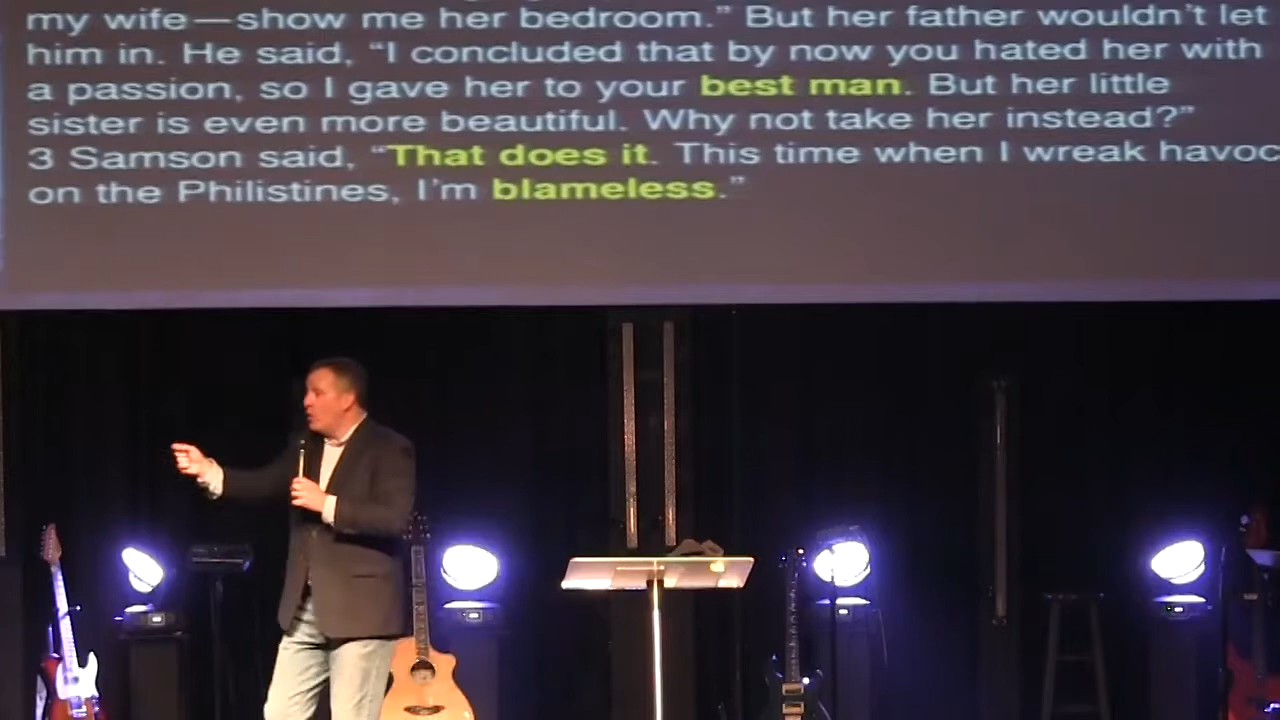 my wife—show me her bedroom.” But her father wouldn’t let
him in. He said, “I concluded that by now you hated her with
a passion, so I gave her to your best man. But her little
sister is even more beautiful. Why not take her instead?”
3 Samson said, “That does it. This time when I wreak havoc
on the Philistines, I’m blameless.”